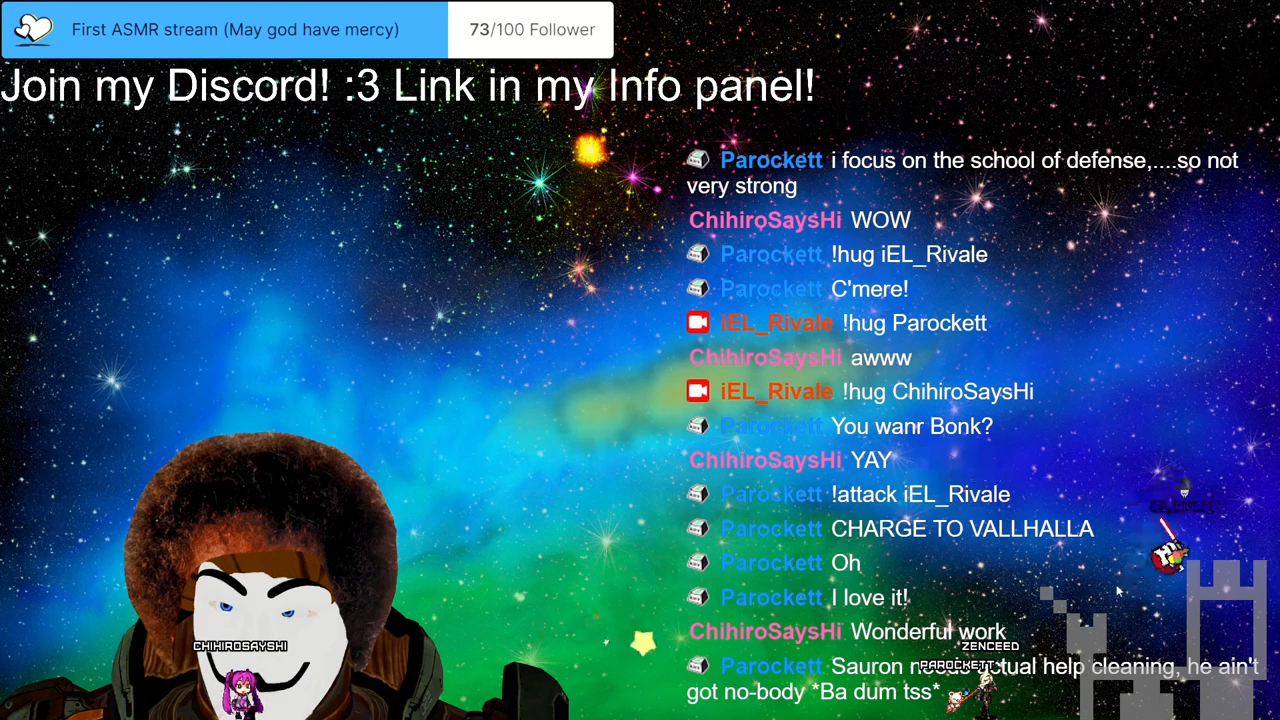 First ASMR stream (May god have mercy)
73/100 Follower
Join my Discord! :3 Link in my Info panel!
Parockett i focus on the school of defense,....so not
very strong
ChihiroSaysHi WOW
Parockett !hug iEL_Rivale
Parockett C'mere!
iEL_Rivale !hug Parockett
ChihiroSaysHi awww
iEL_Rivale !hug ChihiroSaysHi
Parockett You wanr Bonk?
ChihiroSaysHi YAY
Parockett !attack iEL_Rivale
Parockett CHARGE TO VALLHALLA
Parockett Oh
Parockett I love it!
ChihiroSaysHi Wonderful work
Parockett Sauron help cleaning, he ain't
got no-body *Ba dum tss*
CHIHIROSAYSHI
ZENCEED
PAROCKETT